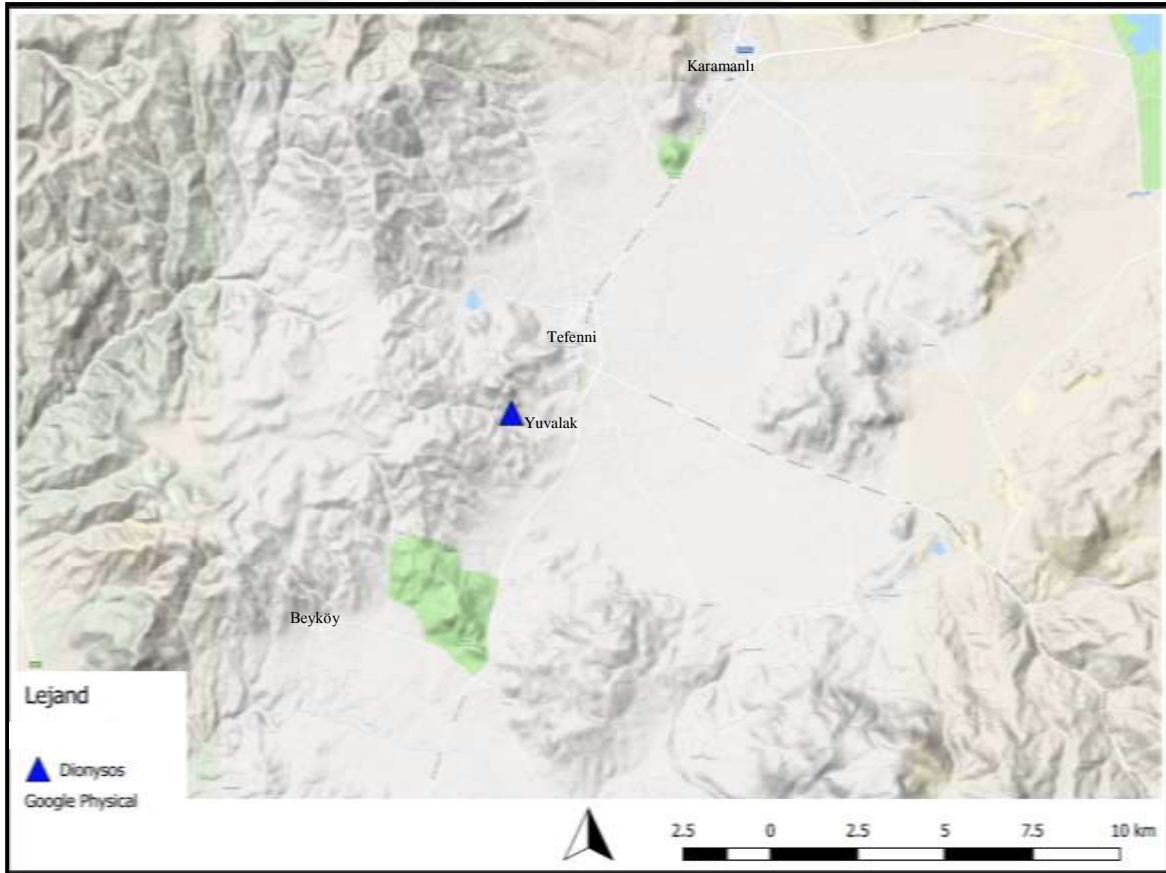 Karamanlı
Tefenni
Yuvalak
Beyköy
Lejand
Dionysos
Google Physical
2.5 0 2.5 5 7.5 10 km